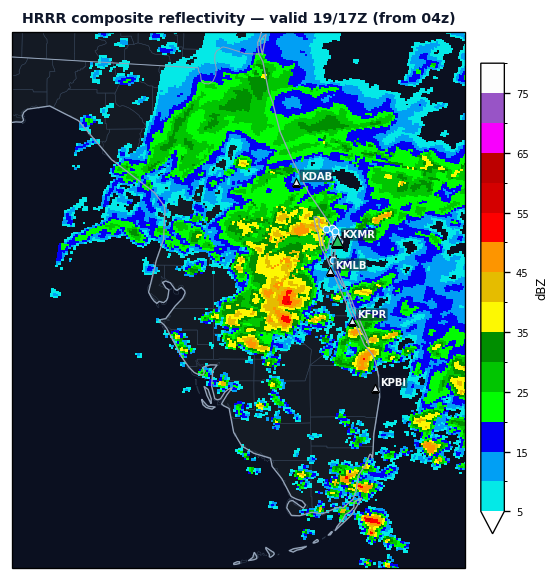 HRRR composite reflectivity — valid 19/17Z (from 04z)
KDAB
KXMR
KMLB
KFPR
KPBI
75
65
55
45
35
25
15
5
dBZ